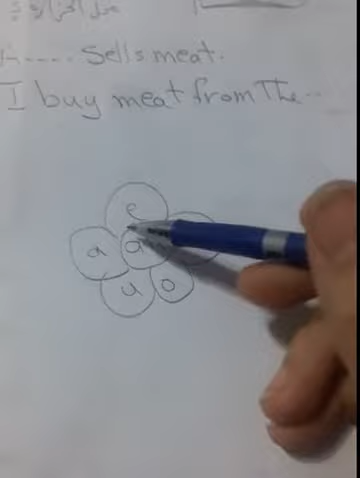 A.... Sells meat.
I buy meat from The...
e
a
a
u
o